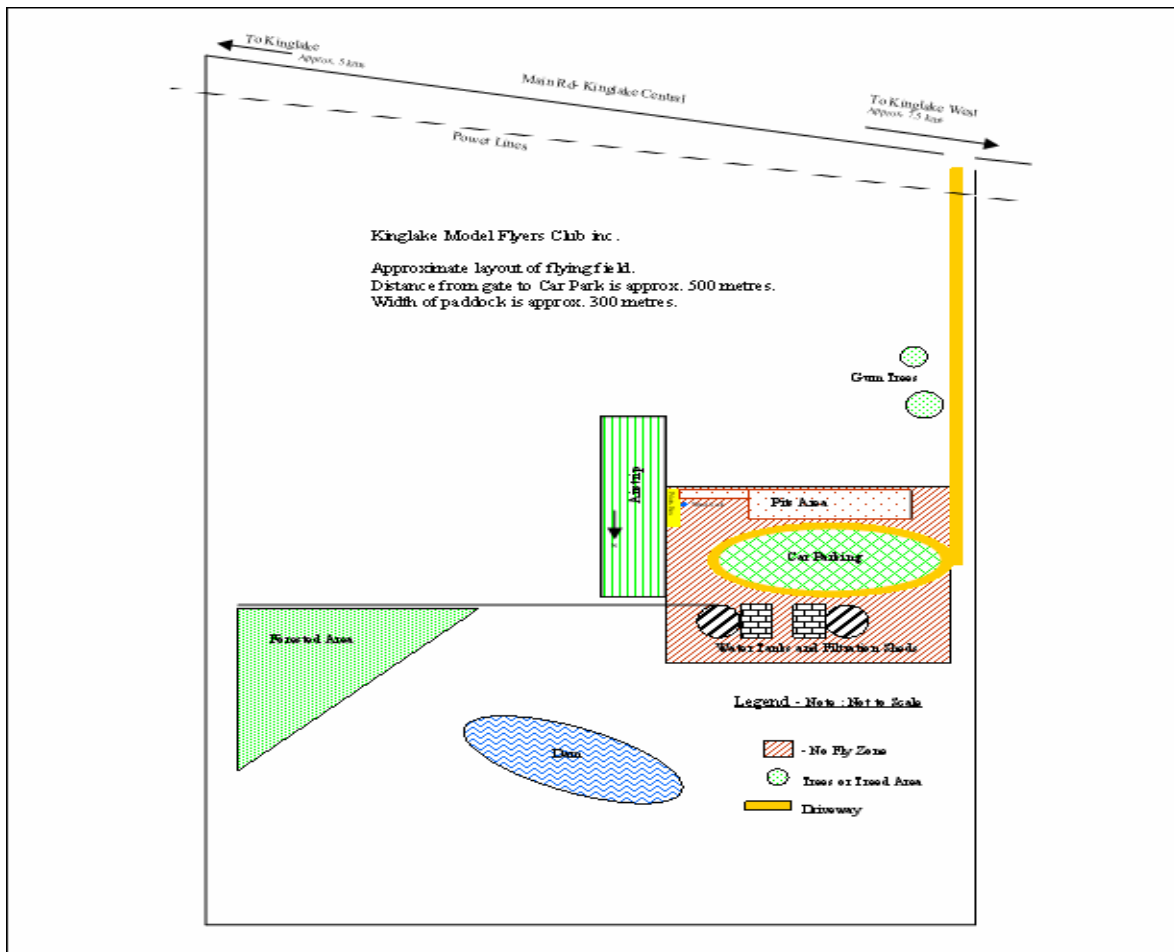 To Kinglake
Approx. 5 kms
Main Rd- Kinglake Central
To Kinglake West
Approx. 7.5 kms
Power Lines
Kinglake Model Flyers Club inc.
Approximate layout of flying field.
Distance from gate to Car Park is approx. 500 metres.
Width of paddock is approx. 300 metres.
Gum Trees
Airstrip
Pits Area
Car Parking
Forested Area
Water Tanks and Filtration Sheds
Legend - Note : Not to Scale
Dam
- No Fly Zone
Trees or Treed Area
Driveway